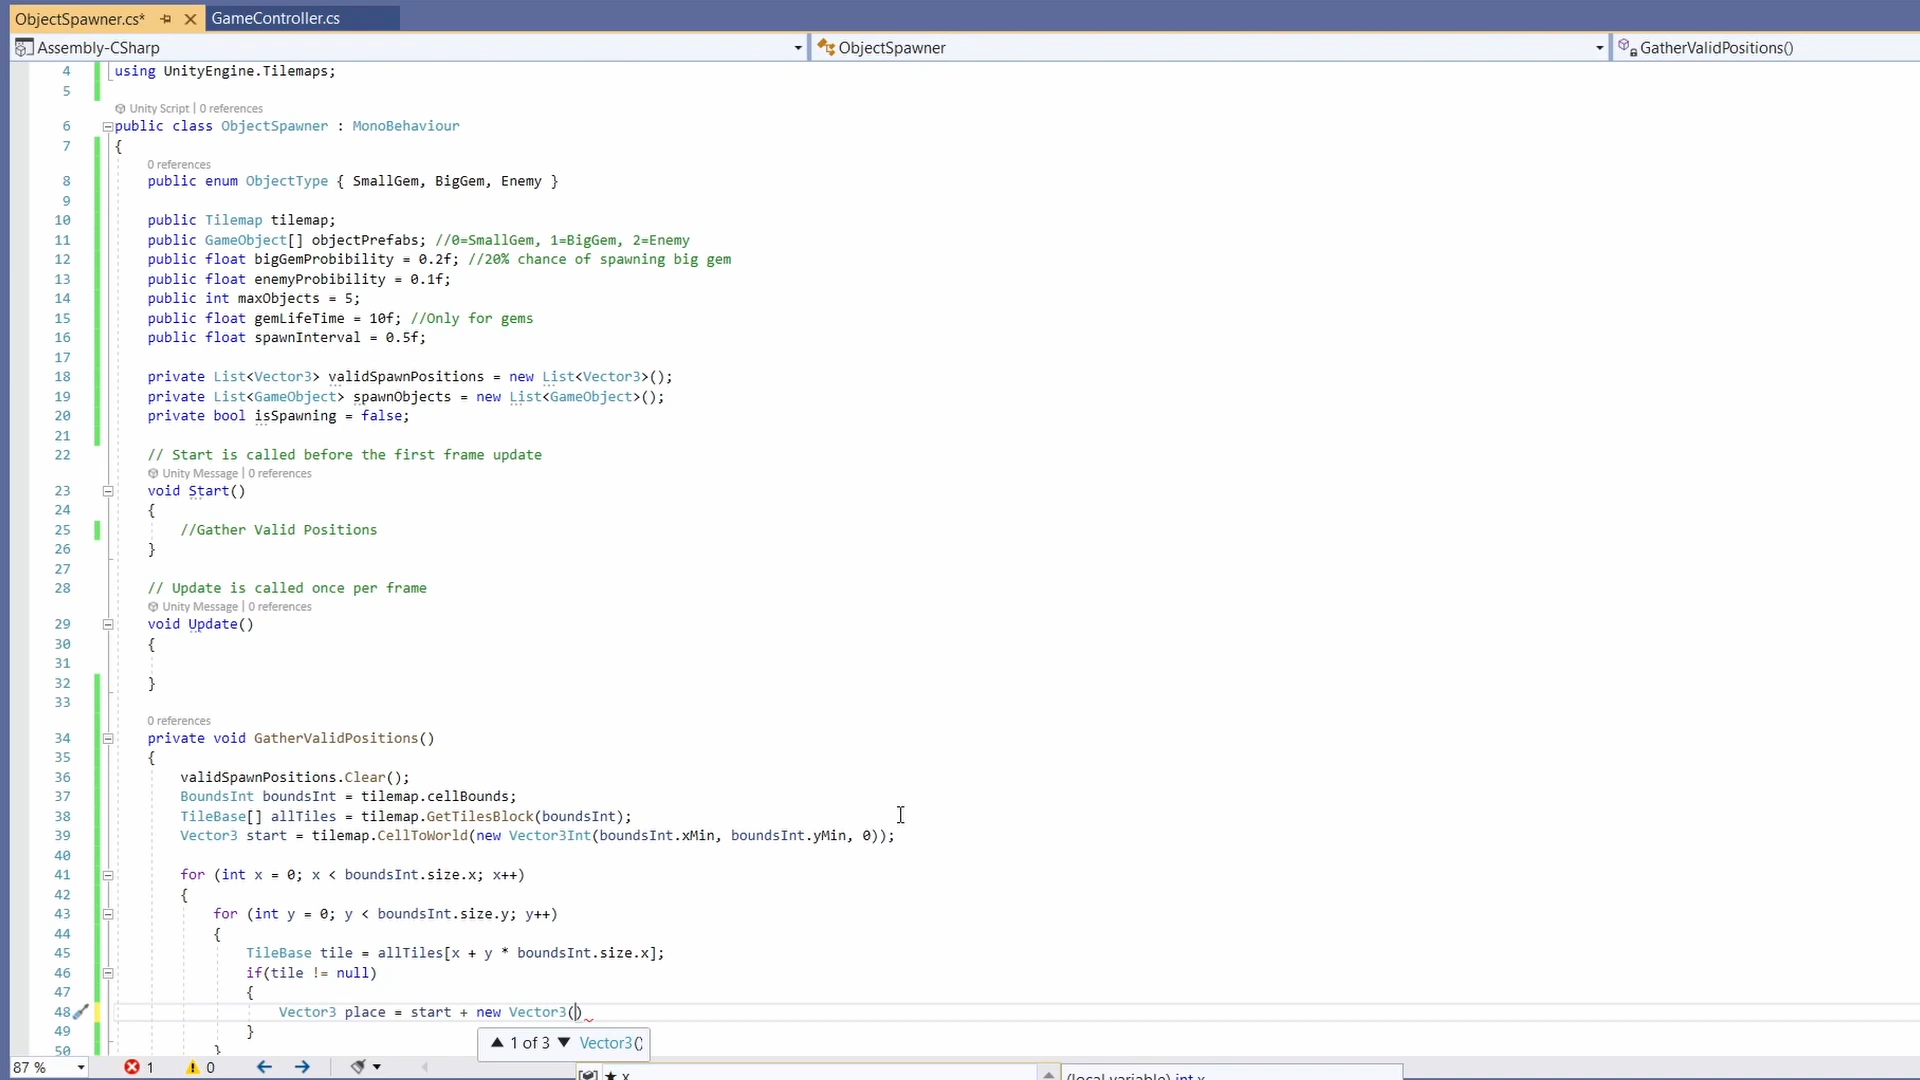 ObjectSpawner.cs* GameController.cs
Assembly-CSharp ObjectSpawner GatherValidPositions()
4 using UnityEngine.Tilemaps;
5
Unity Script | 0 references
6 public class ObjectSpawner : MonoBehaviour
7 {
0 references
8 public enum ObjectType { SmallGem, BigGem, Enemy }
9
10 public Tilemap tilemap;
11 public GameObject[] objectPrefabs; //0=SmallGem, 1=BigGem, 2=Enemy
12 public float bigGemProbibility = 0.2f; //20% chance of spawning big gem
13 public float enemyProbibility = 0.1f;
14 public int maxObjects = 5;
15 public float gemLifeTime = 10f; //Only for gems
16 public float spawnInterval = 0.5f;
17
18 private List<Vector3> validSpawnPositions = new List<Vector3>();
19 private List<GameObject> spawnObjects = new List<GameObject>();
20 private bool isSpawning = false;
21
22 // Start is called before the first frame update
Unity Message | 0 references
23 void Start()
24 {
25 //Gather Valid Positions
26 }
27
28 // Update is called once per frame
Unity Message | 0 references
29 void Update()
30 {
31
32 }
33
0 references
34 private void GatherValidPositions()
35 {
36 validSpawnPositions.Clear();
37 BoundsInt boundsInt = tilemap.cellBounds;
38 TileBase[] allTiles = tilemap.GetTilesBlock(boundsInt);
39 Vector3 start = tilemap.CellToWorld(new Vector3Int(boundsInt.xMin, boundsInt.yMin, 0));
40
41 for (int x = 0; x < boundsInt.size.x; x++)
42 {
43 for (int y = 0; y < boundsInt.size.y; y++)
44 {
45 TileBase tile = allTiles[x + y * boundsInt.size.x];
46 if(tile != null)
47 {
48 Vector3 place = start + new Vector3()
49 }
50 }
▲ 1 of 3 ▼ Vector3()
87 % 1 0
★ x (local variable) int x